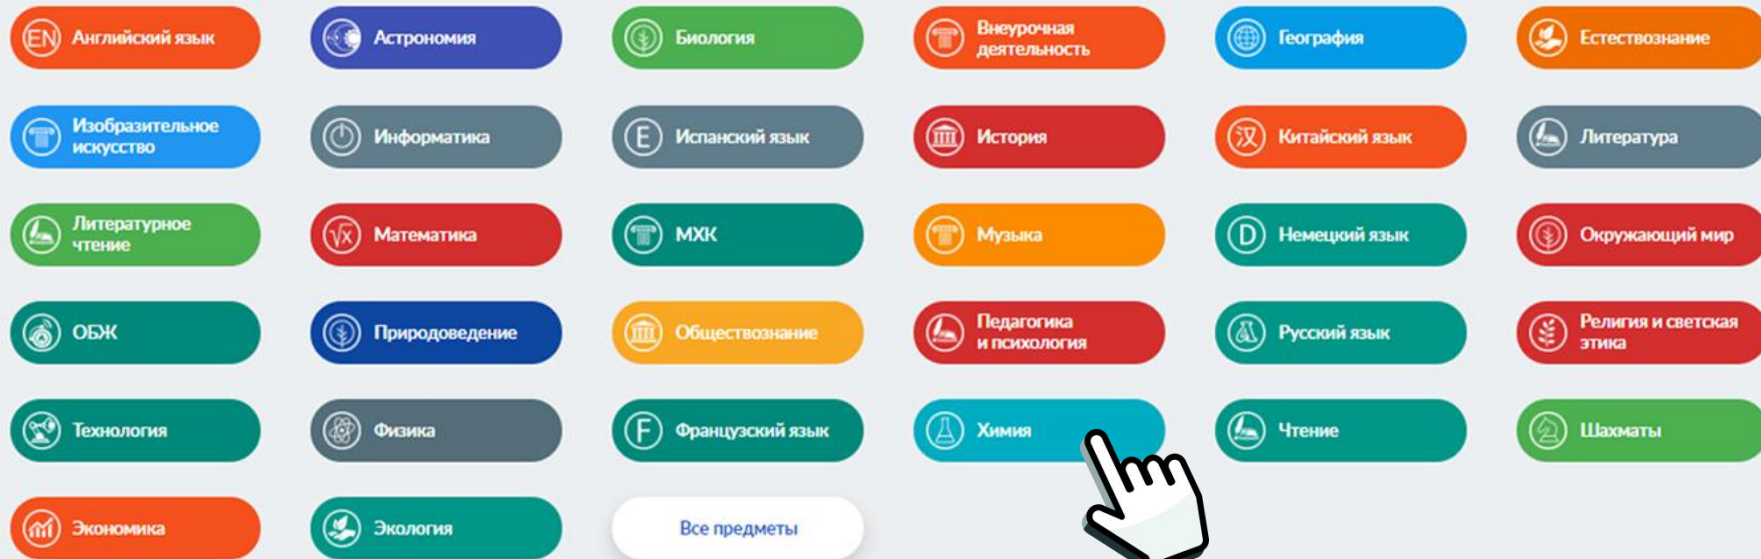 EN Английский язык
Астрономия
Биология
Внеурочная
деятельность
География
Естествознание
Изобразительное
искусство
Информатика
E Испанский язык
История
汉 Китайский язык
Литература
Литературное
чтение
√x Математика
МХК
Музыка
D Немецкий язык
Окружающий мир
ОБЖ
Природоведение
Обществознание
Педагогика
и психология
Русский язык
Религия и светская
этика
Технология
Физика
F Французский язык
Химия
Чтение
Шахматы
Экономика
Экология
Все предметы